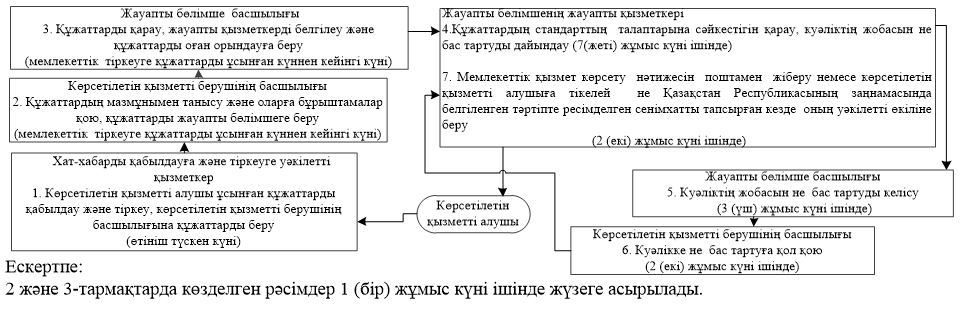 Жауапты бөлімше басшылығы
3. Құжаттарды қарау, жауапты қызметкерді белгілеу және
құжаттарды оған орындауға беру
(мемлекеттік тіркеуге құжаттарды ұсынған күннен кейінгі күні)
Көрсетілетін қызметті берушінің басшылығы
2. Құжаттардың мазмұнымен танысу және оларға бұрыштамалар
қою, құжаттарды жауапты бөлімшеге беру
(мемлекеттік тіркеуге құжаттарды ұсынған күннен кейінгі күні)
Хат-хабарды қабылдауға және тіркеуге уәкілетті
қызметкер
1. Көрсетілетін қызметті алушы ұсынған құжаттарды
қабылдау және тіркеу, көрсетілетін қызметті берушінің
басшылығына құжаттарды беру
(өтініш түскен күні)
Көрсетілетін
қызметті алушы
Жауапты бөлімшенің жауапты қызметкері
4.Құжаттардың стандарттың талаптарына сәйкестігін қарау, куәліктің жобасын не
бас тартуды дайындау (7(жеті) жұмыс күні ішінде)
7. Мемлекеттік қызмет көрсету нәтижесін поштамен жіберу немесе көрсетілетін
қызметті алушыға тікелей не Қазақстан Республикасының заңнамасында
белгіленген тәртіпте ресімделген сенімхатты тапсырған кезде оның уәкілетті өкіліне
беру
(2 (екі) жұмыс күні ішінде)
Жауапты бөлімше басшылығы
5. Куәліктің жобасын не бас тартуды келісу
(3 (үш) жұмыс күні ішінде)
Көрсетілетін қызметті берушінің басшылығы
6. Куәлікке не бас тартуға қол қою
(2 (екі) жұмыс күні ішінде)
Ескертпе:
2 және 3-тармақтарда көзделген рәсімдер 1 (бір) жұмыс күні ішінде жүзеге асырылады.